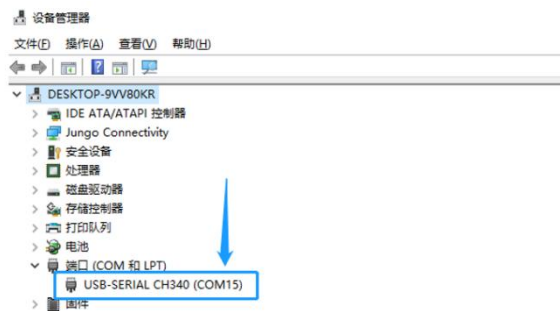 设备管理器
文件(F) 操作(A) 查看(V) 帮助(H)
DESKTOP-9VV80KR
IDE ATA/ATAPI 控制器
Jungo Connectivity
安全设备
处理器
磁盘驱动器
存储控制器
打印队列
电池
端口 (COM 和 LPT)
USB-SERIAL CH340 (COM15)
固件